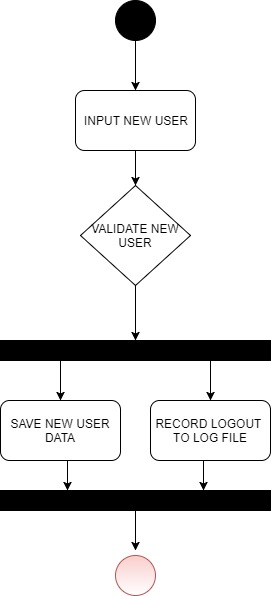 INPUT NEW USER
VALIDATE NEW
USER
SAVE NEW USER
DATA
RECORD LOGOUT
TO LOG FILE